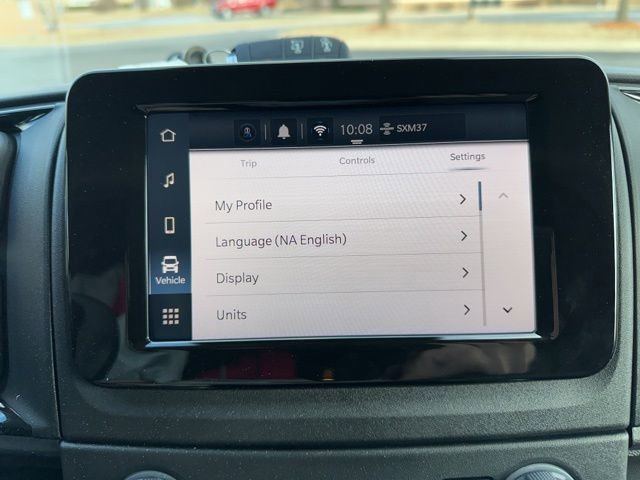 10:08 SXM37
Trip Controls Settings
My Profile
Language (NA English)
Display
Vehicle
Units